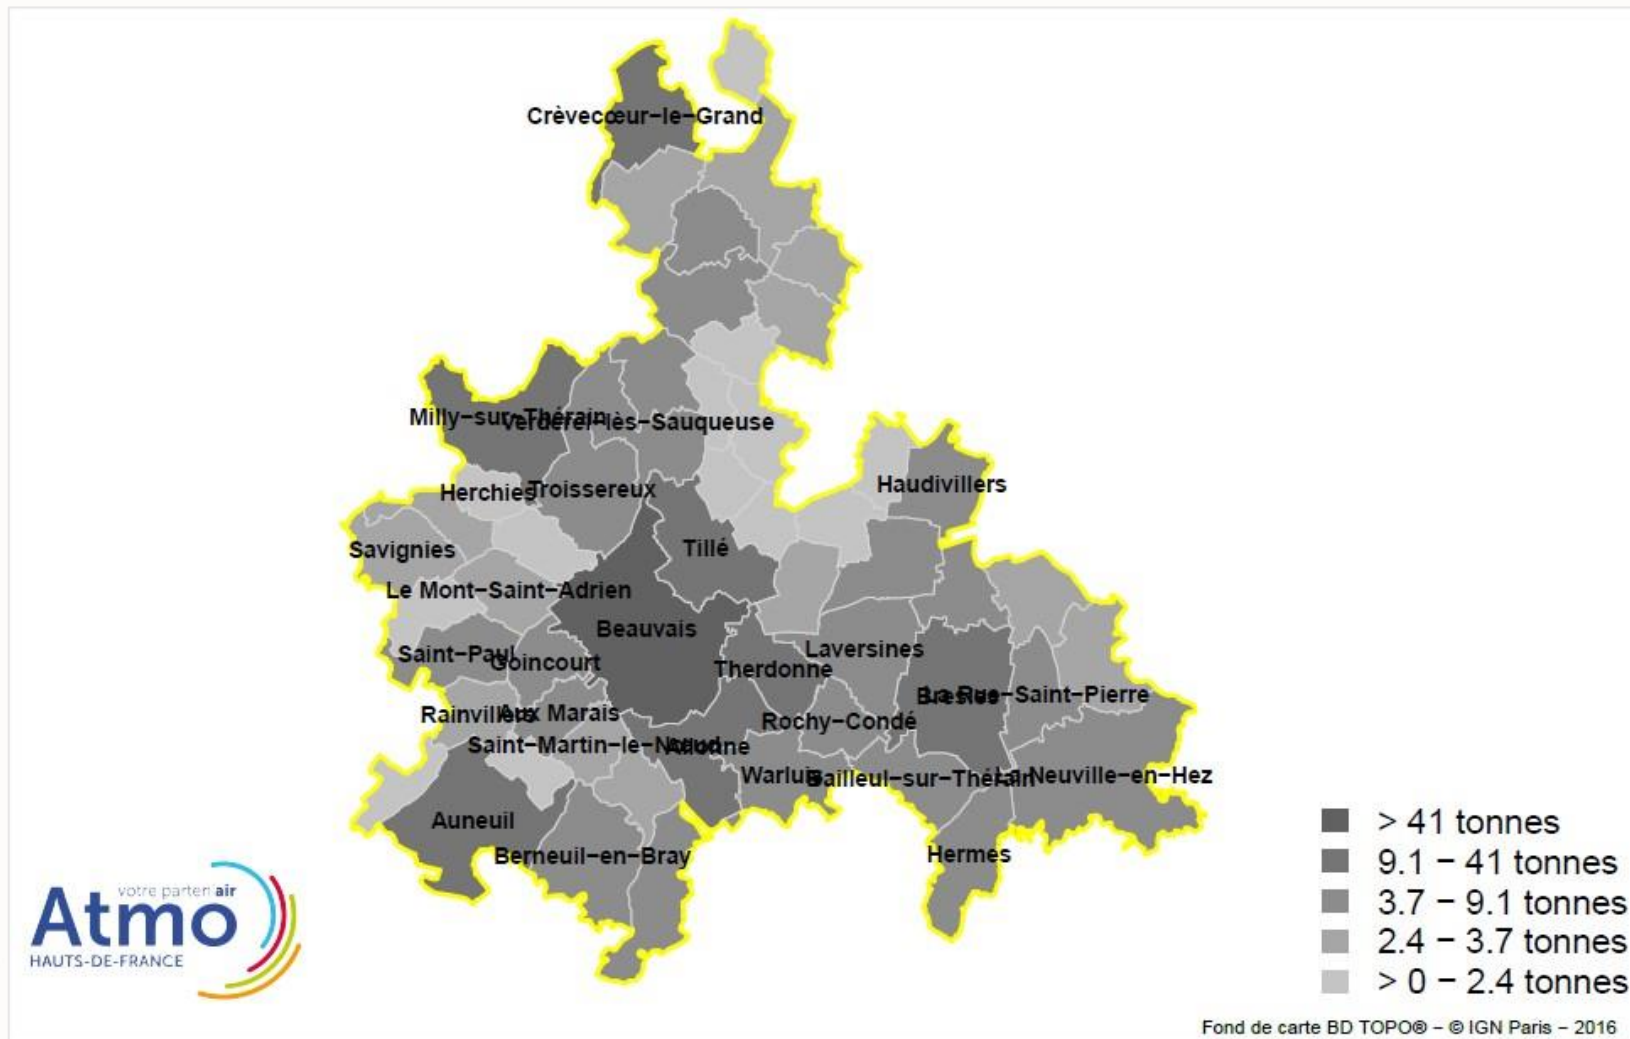 Crèvecœur-le-Grand
Milly-sur-Thérain
Verderel-lès-Sauqueuse
Haudivillers
Herchies
Troissereux
Savignies
Tillé
Le Mont-Saint-Adrien
Beauvais
Laversines
Saint-Paul
Goincourt
Therdonne
Bresles
La Rue-Saint-Pierre
Rainvillers
Aux Marais
Rochy-Condé
Saint-Martin-le-Nœud
Allonne
Warluis
Bailleul-sur-Thérain
La Neuville-en-Hez
Auneuil
Berneuil-en-Bray
Hermes
> 41 tonnes
9.1 - 41 tonnes
3.7 - 9.1 tonnes
2.4 - 3.7 tonnes
> 0 - 2.4 tonnes
votre parten'air
Atmo
HAUTS-DE-FRANCE
Fond de carte BD TOPO® - © IGN Paris - 2016